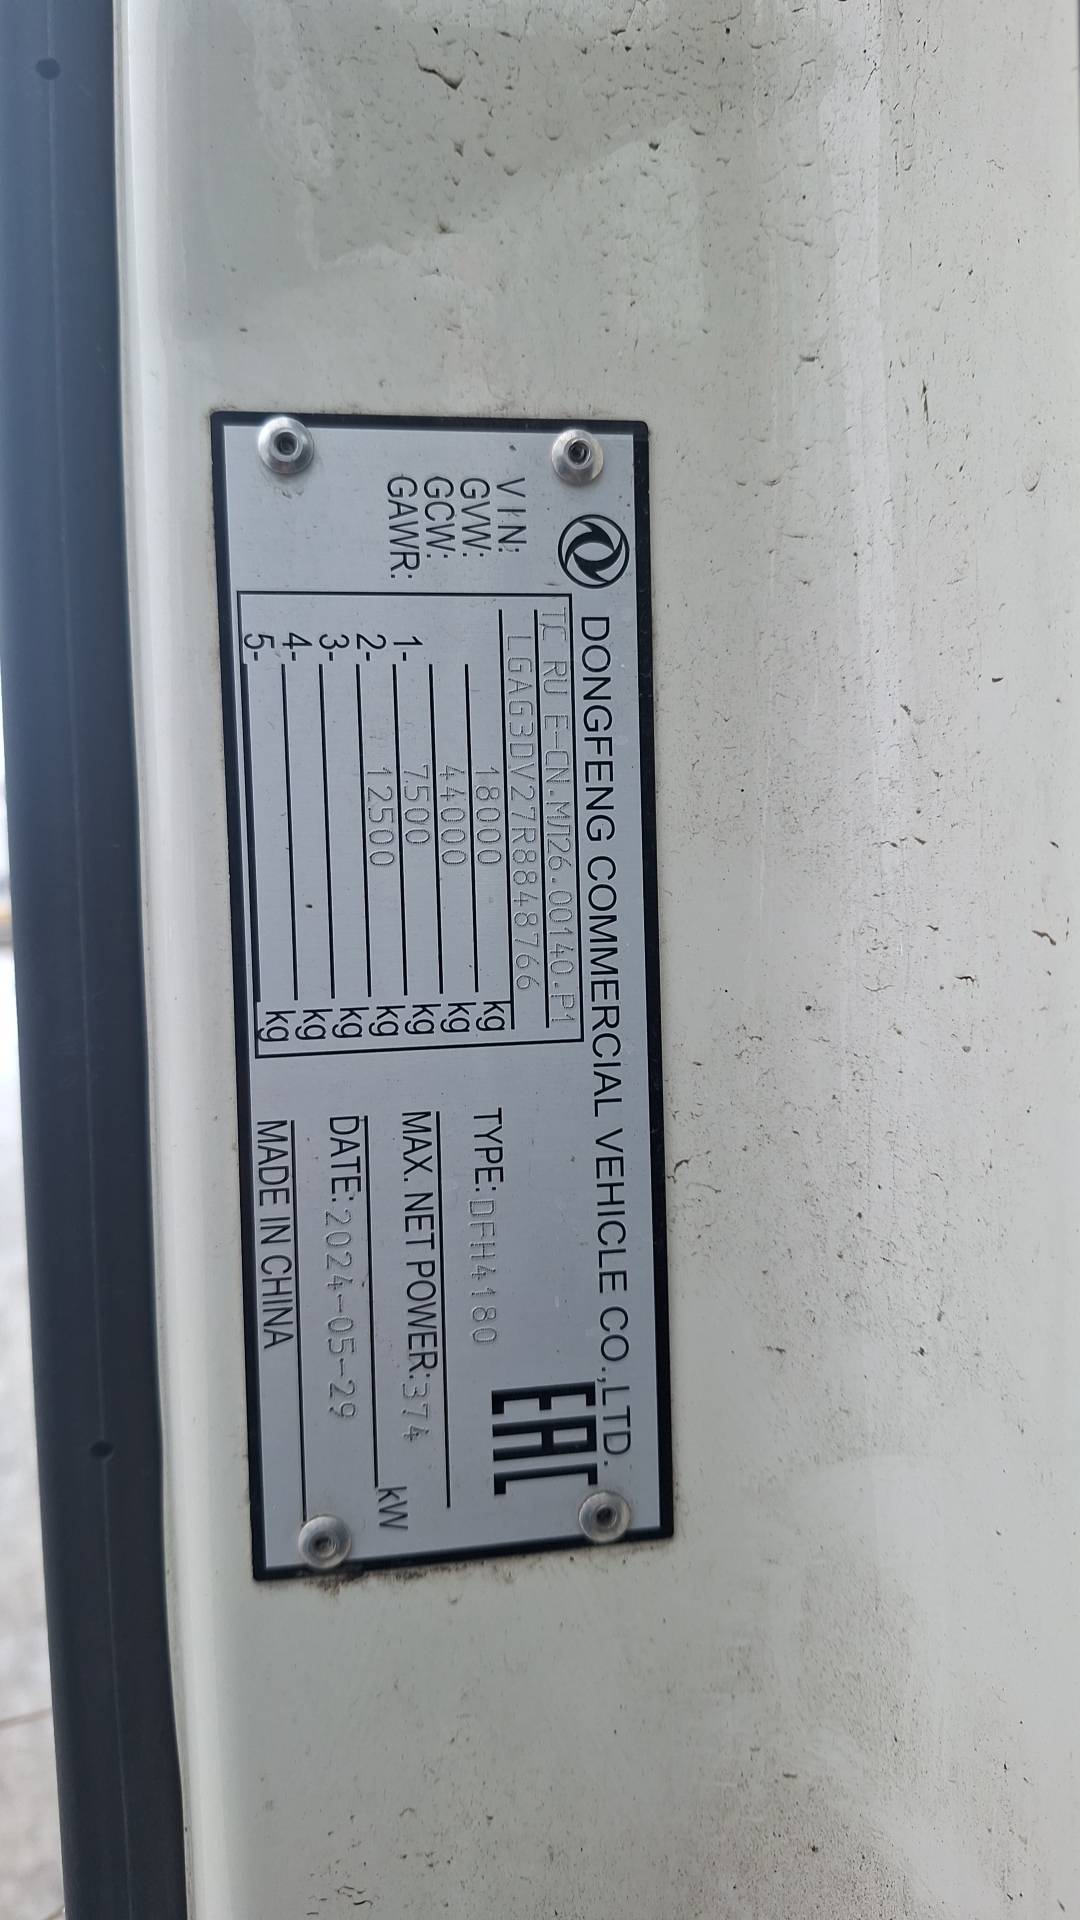 DONGFENG COMMERCIAL VEHICLE CO.,LTD.
TC RU E-CN.МЛ26.00140.P1
VIN: LGAG3DV27R8848766
GVW: 18000 kg
GCW: 44000 kg
GAWR: 1- 7500 kg
2- 12500 kg
3- kg
4- kg
5- kg
EAC
TYPE: DFH4180
MAX. NET POWER: 374 kW
DATE: 2024-05-29
MADE IN CHINA